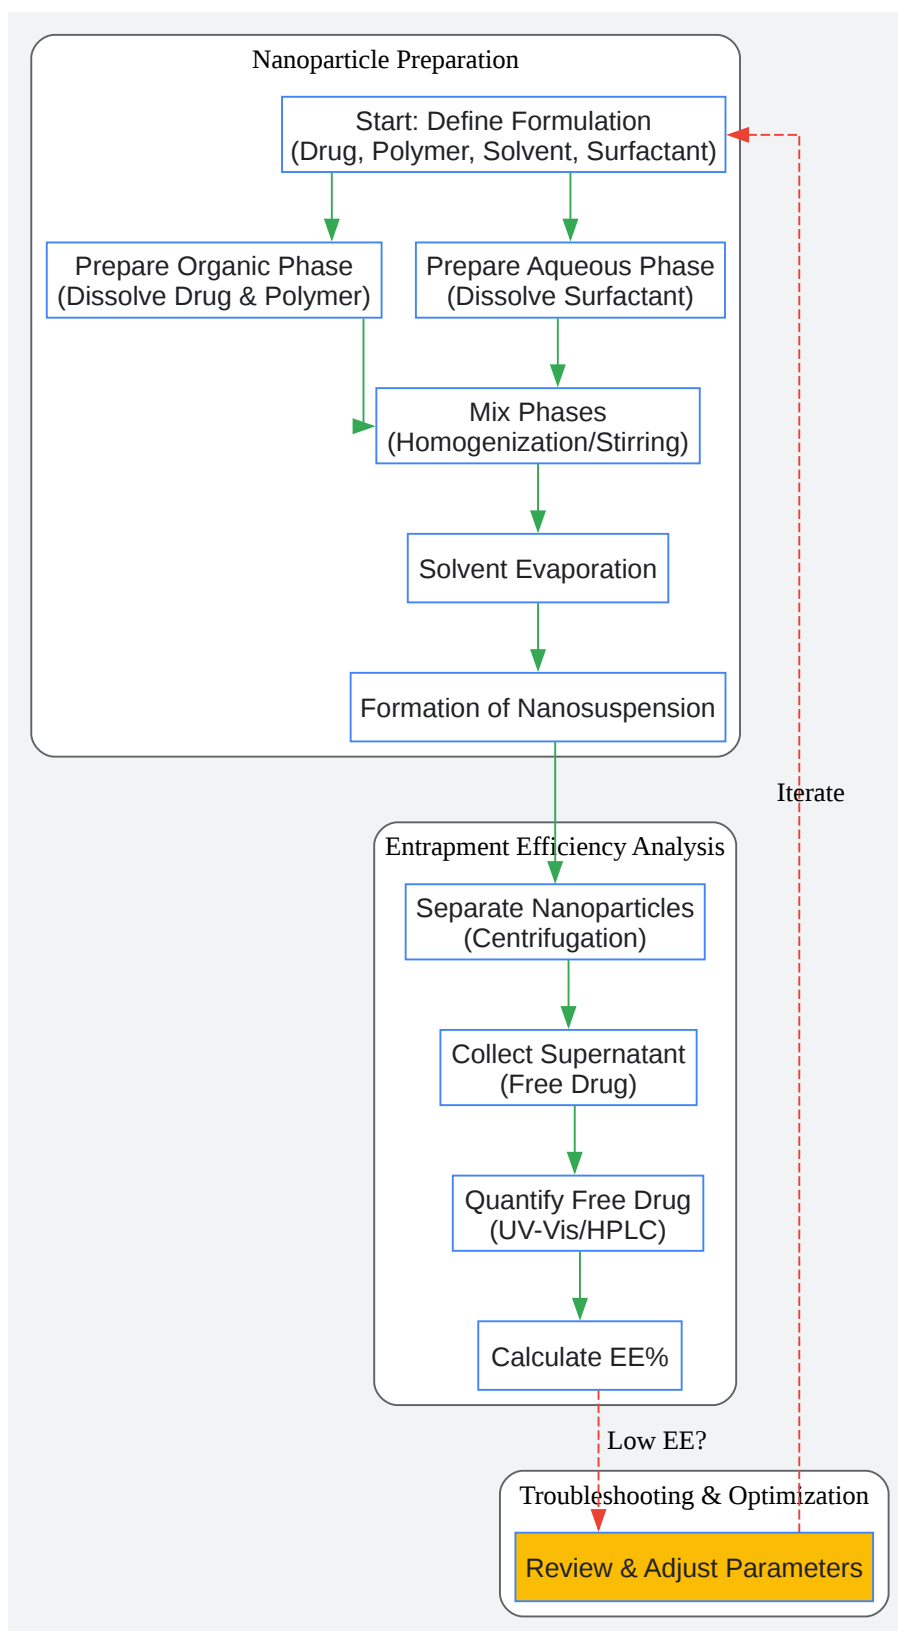 Nanoparticle Preparation
Start: Define Formulation
(Drug, Polymer, Solvent, Surfactant)
Prepare Organic Phase
(Dissolve Drug & Polymer)
Prepare Aqueous Phase
(Dissolve Surfactant)
Mix Phases
(Homogenization/Stirring)
Solvent Evaporation
Formation of Nanosuspension
Iterate
Entrapment Efficiency Analysis
Separate Nanoparticles
(Centrifugation)
Collect Supernatant
(Free Drug)
Quantify Free Drug
(UV-Vis/HPLC)
Calculate EE%
Low EE?
Troubleshooting & Optimization
Review & Adjust Parameters